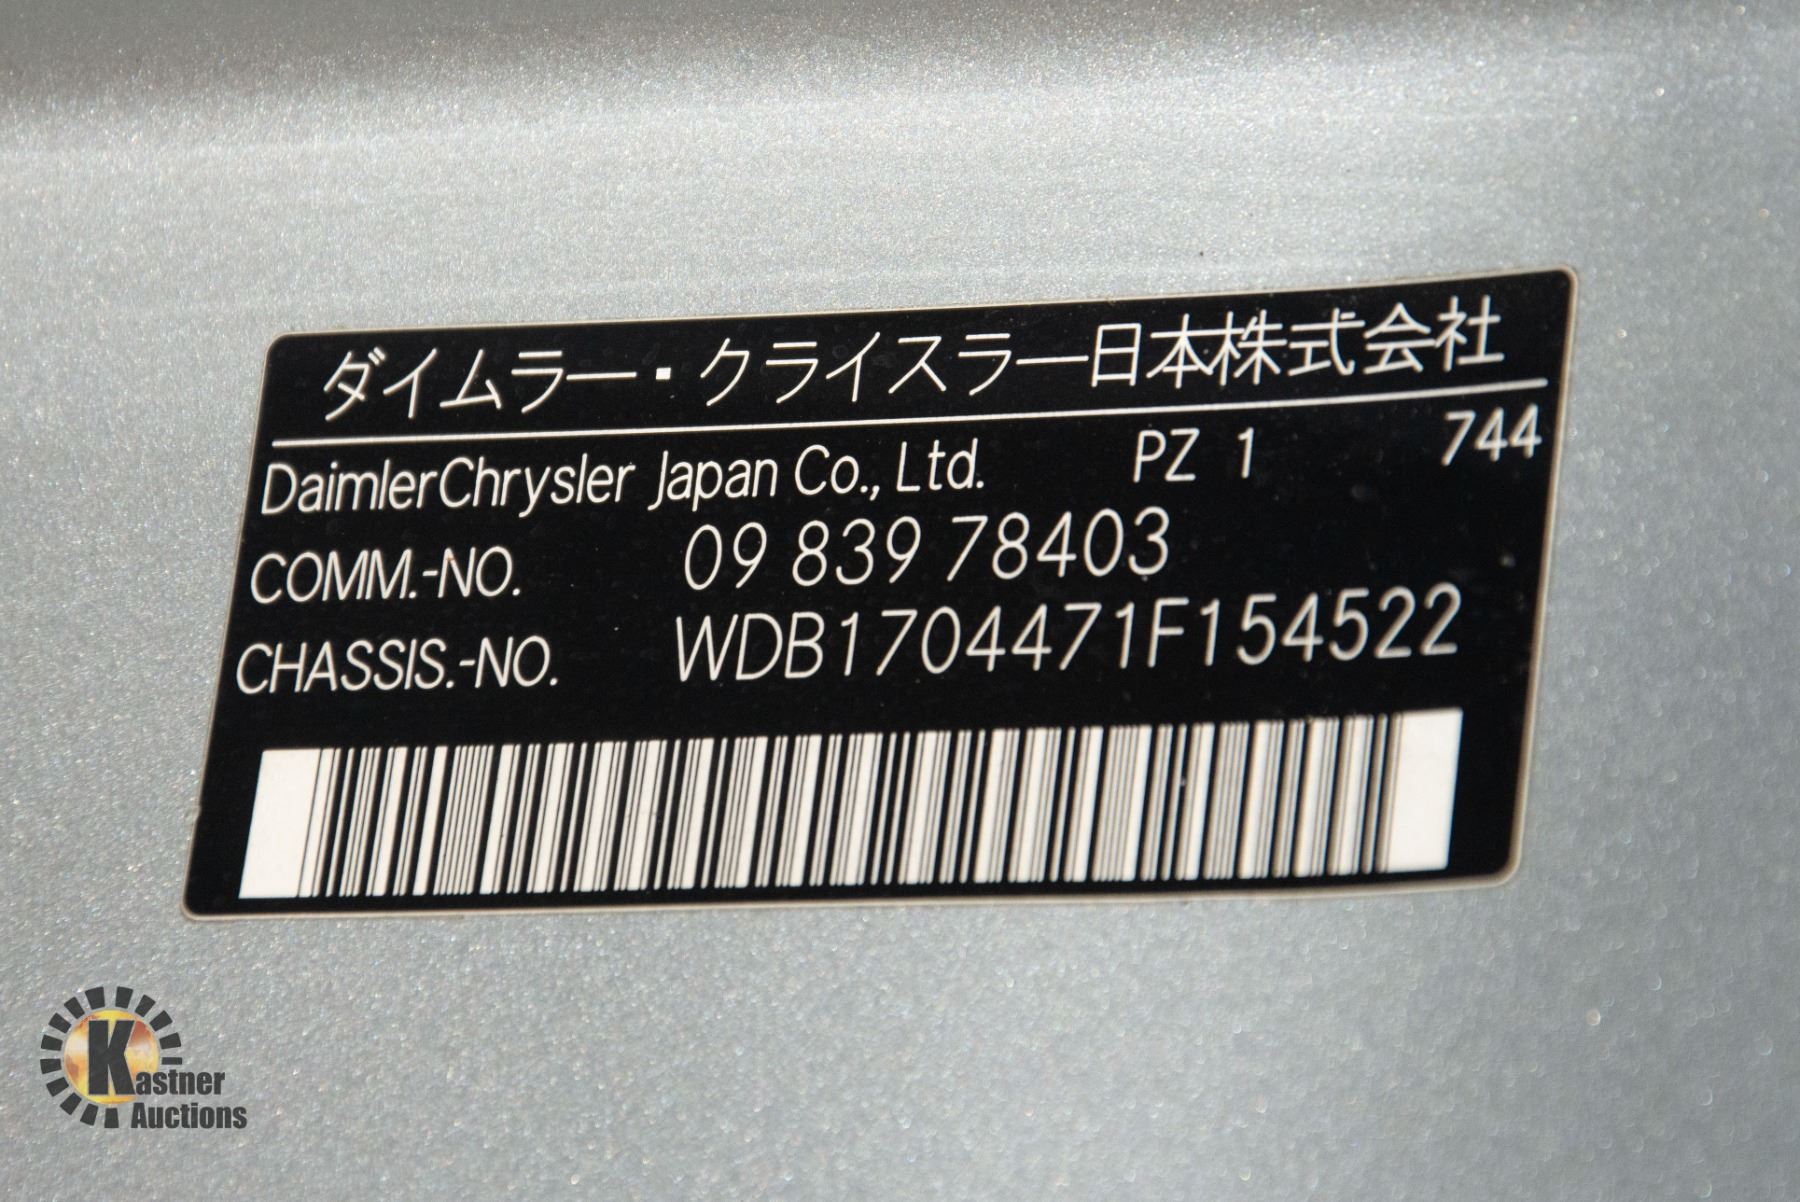 ダイムラー・クライスラー日本株式会社
DaimlerChrysler Japan Co., Ltd. PZ 1 744
COMM.-NO. 09 839 78403
CHASSIS.-NO. WDB1704471F154522
Kastner
Auctions